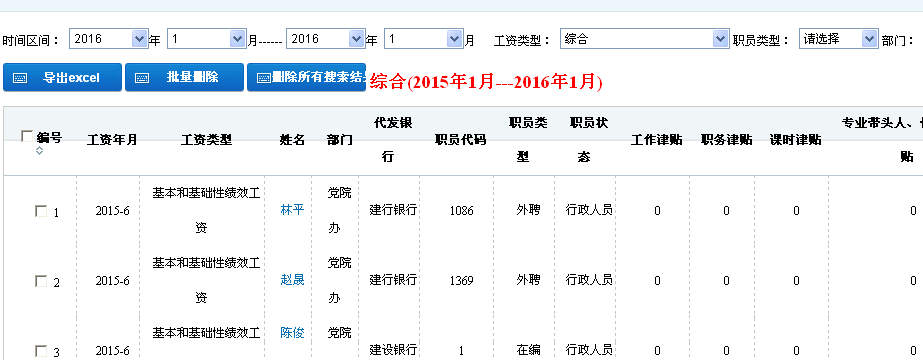 时间区间： 2016 年 1 月------ 2016 年 1 月 工资类型： 综合 职员类型： 请选择 部门：
导出excel 批量删除 删除所有搜索结 综合(2015年1月---2016年1月)
编号 工资年月 工资类型 姓名 部门 代发银行 职员代码 职员类型 职员状态 工作津贴 职务津贴 课时津贴 专业带头人、 贴
1 2015-6 基本和基础性绩效工资 林平 党院办 建行银行 1086 外聘 行政人员 0 0 0 0
2 2015-6 基本和基础性绩效工资 赵晟 党院办 建行银行 1369 外聘 行政人员 0 0 0 0
3 2015-6 基本和基础性绩效工 陈俊 党院 建设银行 1 在编 行政人员 0 0 0 0